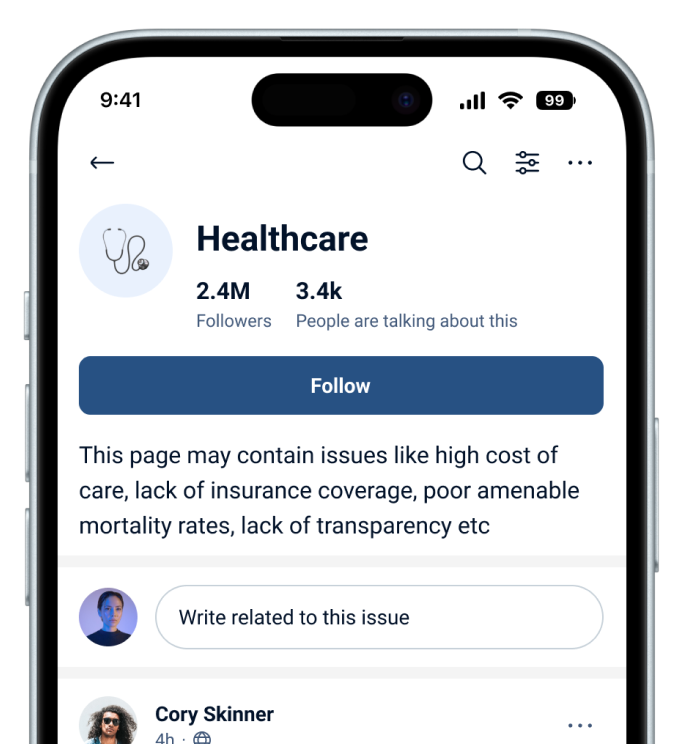 9:41
99
Healthcare
2.4M
3.4k
Followers
People are talking about this
Follow
This page may contain issues like high cost of
care, lack of insurance coverage, poor amenable
mortality rates, lack of transparency etc
Write related to this issue
Cory Skinner
4h ·